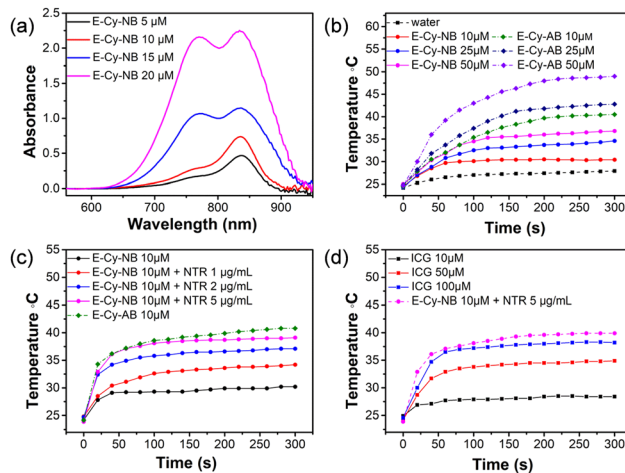 (a)
E-Cy-NB 5 μM
E-Cy-NB 10 μM
E-Cy-NB 15 μM
E-Cy-NB 20 μM
Absorbance
2.5
2.0
1.5
1.0
0.5
0.0
600 700 800 900
Wavelength (nm)
(b)
water
E-Cy-NB 10μM E-Cy-AB 10μM
E-Cy-NB 25μM E-Cy-AB 25μM
E-Cy-NB 50μM E-Cy-AB 50μM
Temperature °C
60
55
50
45
40
35
30
25
0 50 100 150 200 250 300
Time (s)
(c)
E-Cy-NB 10μM
E-Cy-NB 10μM + NTR 1 μg/mL
E-Cy-NB 10μM + NTR 2 μg/mL
E-Cy-NB 10μM + NTR 5 μg/mL
E-Cy-AB 10μM
Temperature °C
55
50
45
40
35
30
25
0 50 100 150 200 250 300
Time (s)
(d)
ICG 10μM
ICG 50μM
ICG 100μM
E-Cy-NB 10μM + NTR 5 μg/mL
Temperature °C
55
50
45
40
35
30
25
0 50 100 150 200 250 300
Time (s)